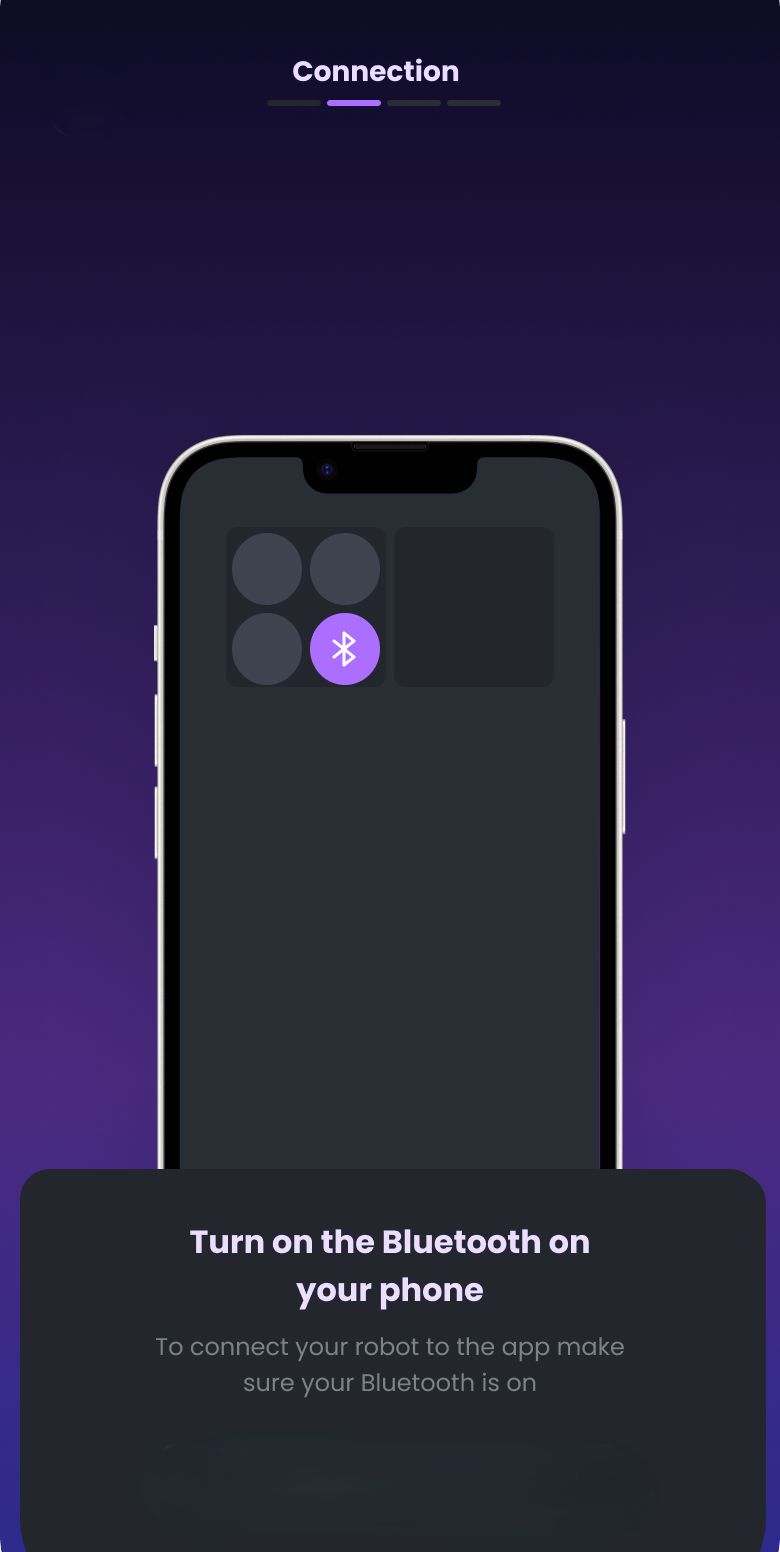 Connection
Turn on the Bluetooth on
your phone
To connect your robot to the app make
sure your Bluetooth is on